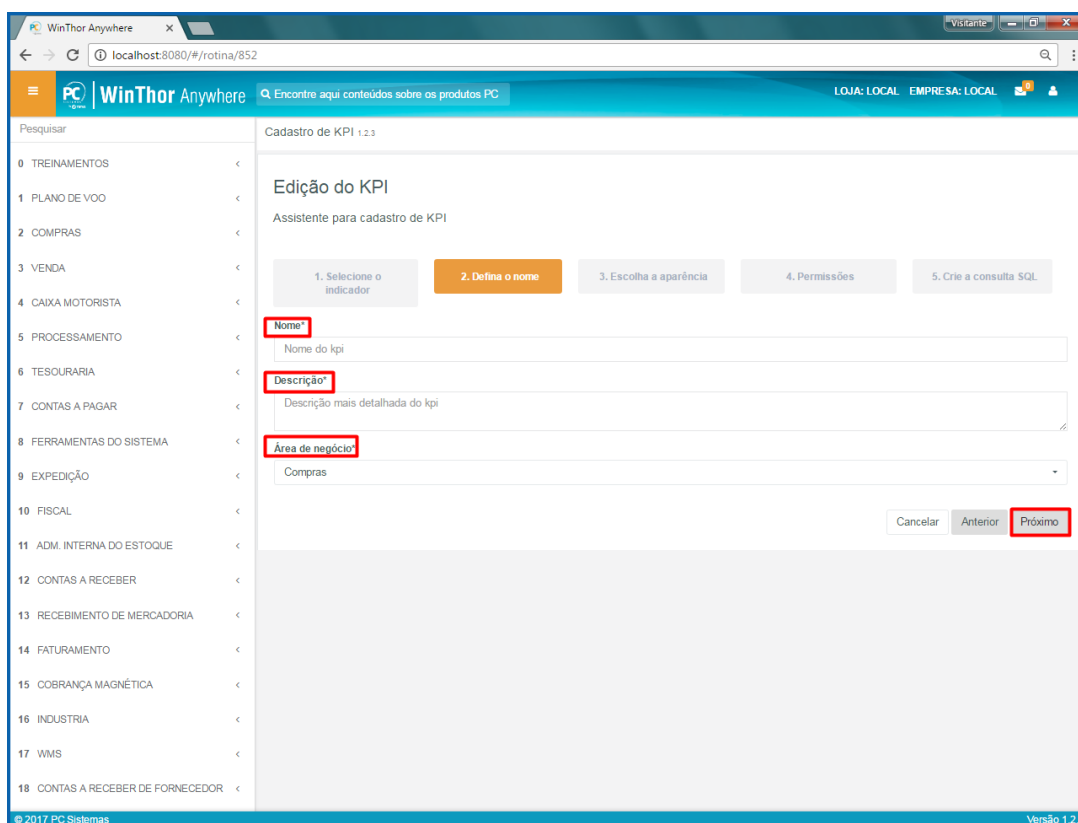 WinThor Anywhere
Visitante
localhost:8080/#/rotina/852
PC WinThor Anywhere
Encontre aqui conteúdos sobre os produtos PC
LOJA: LOCAL EMPRESA: LOCAL
0
Pesquisar
Cadastro de KPI 1.2.3
0 TREINAMENTOS
1 PLANO DE VOO
2 COMPRAS
3 VENDA
4 CAIXA MOTORISTA
5 PROCESSAMENTO
6 TESOURARIA
7 CONTAS A PAGAR
8 FERRAMENTAS DO SISTEMA
9 EXPEDIÇÃO
10 FISCAL
11 ADM. INTERNA DO ESTOQUE
12 CONTAS A RECEBER
13 RECEBIMENTO DE MERCADORIA
14 FATURAMENTO
15 COBRANÇA MAGNÉTICA
16 INDUSTRIA
17 WMS
18 CONTAS A RECEBER DE FORNECEDOR
Edição do KPI
Assistente para cadastro de KPI
1. Selecione o
indicador
2. Defina o nome
3. Escolha a aparência
4. Permissões
5. Crie a consulta SQL
Nome*
Nome do kpi
Descrição*
Descrição mais detalhada do kpi
Área de negócio*
Compras
Cancelar Anterior Próximo
© 2017 PC Sistemas
Versão 1.2